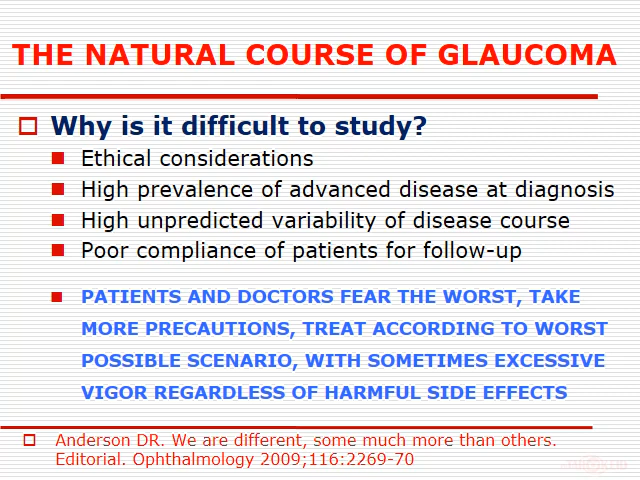 THE NATURAL COURSE OF GLAUCOMA
Why is it difficult to study?
Ethical considerations
High prevalence of advanced disease at diagnosis
High unpredicted variability of disease course
Poor compliance of patients for follow-up
PATIENTS AND DOCTORS FEAR THE WORST, TAKE
MORE PRECAUTIONS, TREAT ACCORDING TO WORST
POSSIBLE SCENARIO, WITH SOMETIMES EXCESSIVE
VIGOR REGARDLESS OF HARMFUL SIDE EFFECTS
Anderson DR. We are different, some much more than others.
Editorial. Ophthalmology 2009;116:2269-70